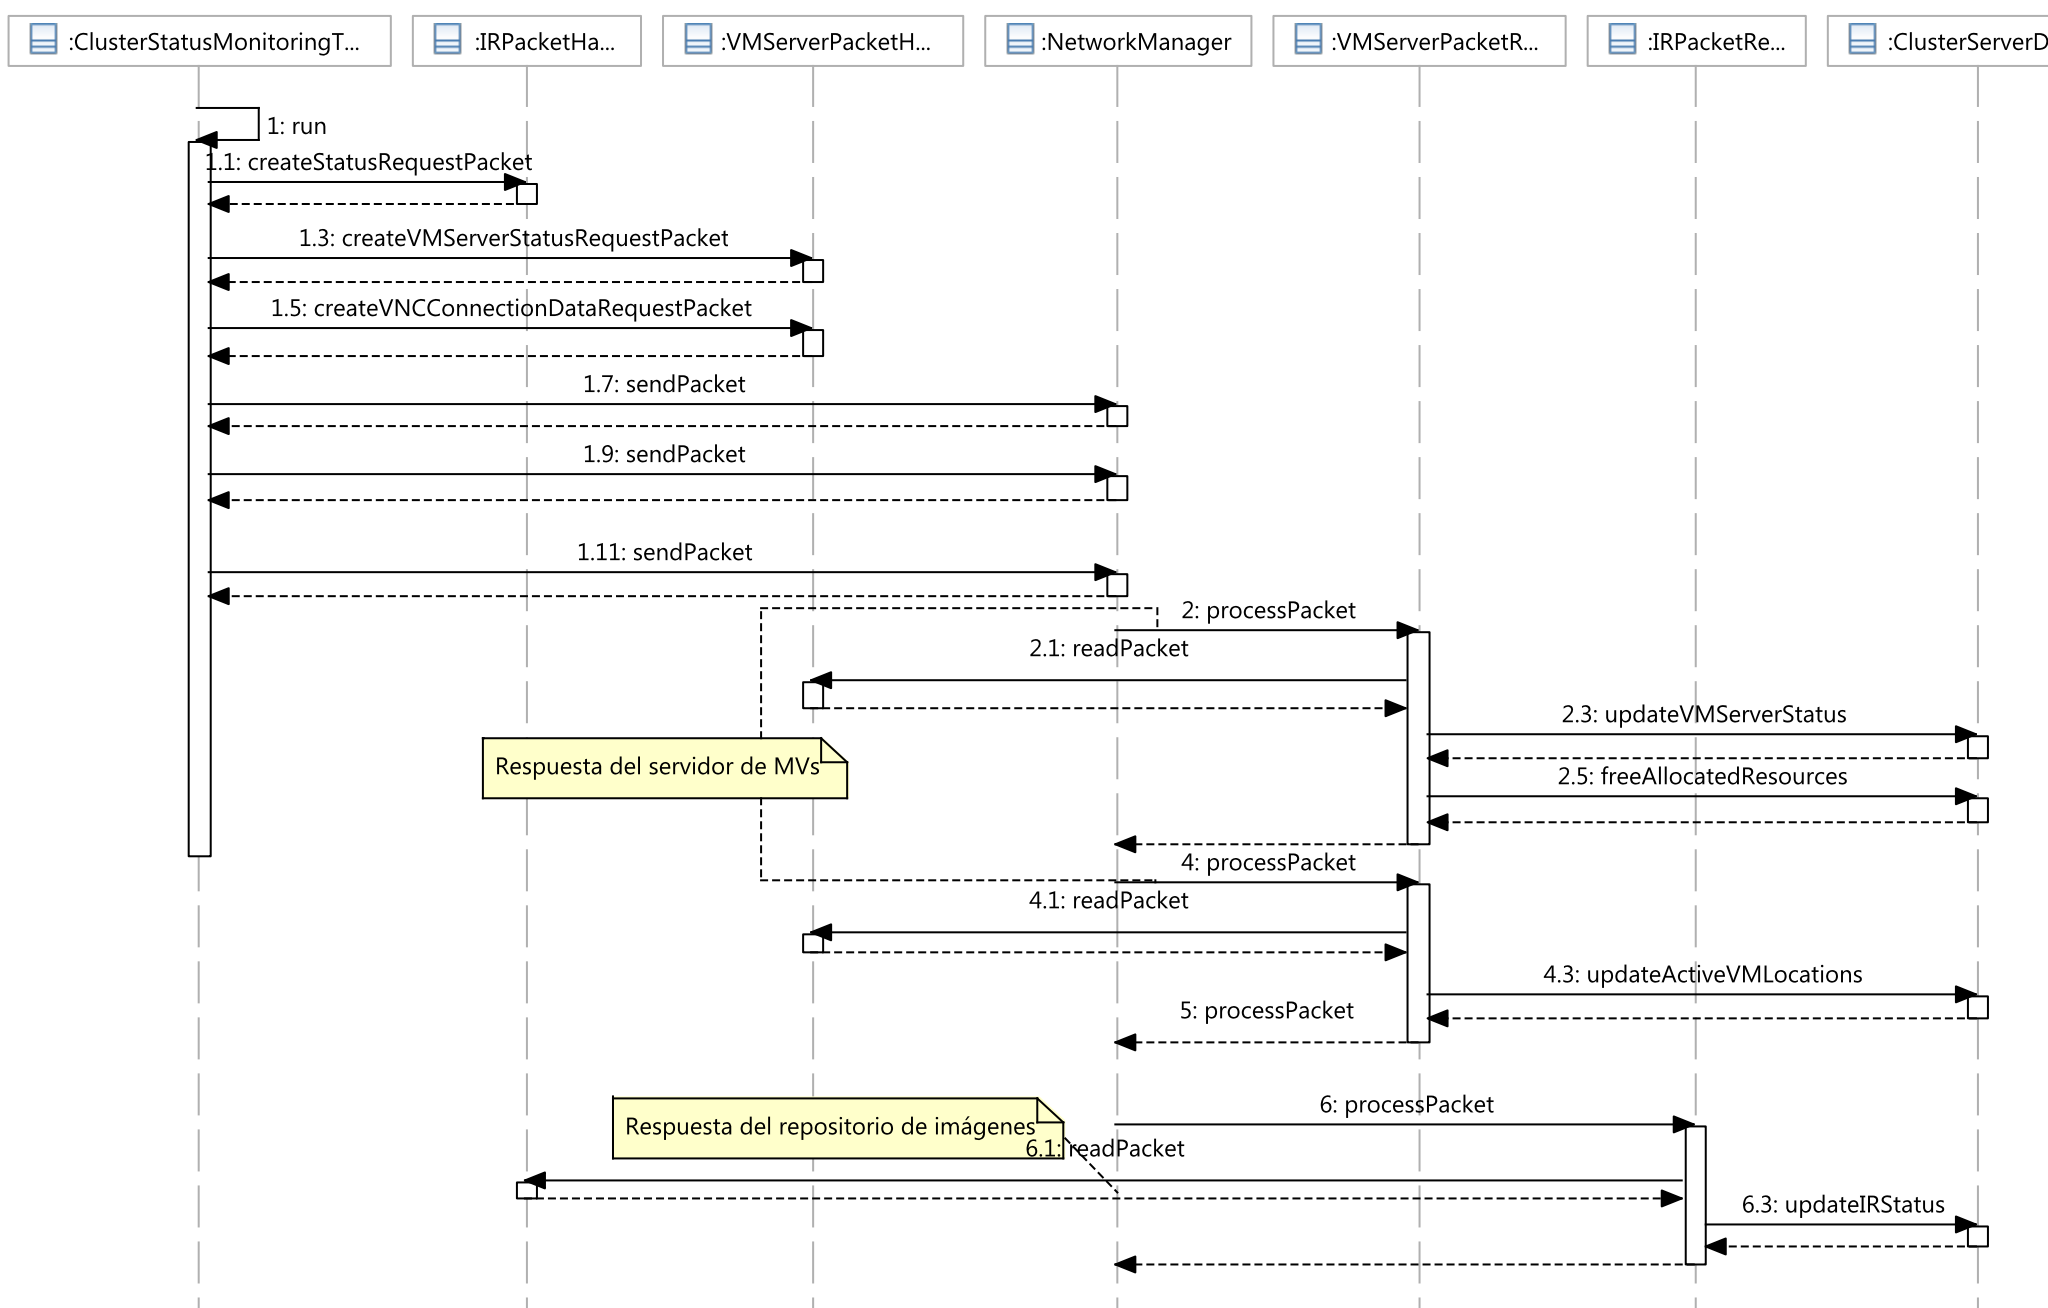 :ClusterStatusMonitoringT...
:IRPacketHa...
:VMServerPacketH...
:NetworkManager
:VMServerPacketR...
:IRPacketRe...
:ClusterServerD
1: run
1.1: createStatusRequestPacket
1.3: createVMServerStatusRequestPacket
1.5: createVNCConnectionDataRequestPacket
1.7: sendPacket
1.9: sendPacket
1.11: sendPacket
2: processPacket
2.1: readPacket
2.3: updateVMServerStatus
Respuesta del servidor de MVs
2.5: freeAllocatedResources
4: processPacket
4.1: readPacket
4.3: updateActiveVMLocations
5: processPacket
6: processPacket
Respuesta del repositorio de imágenes
6.1: readPacket
6.3: updateIRStatus